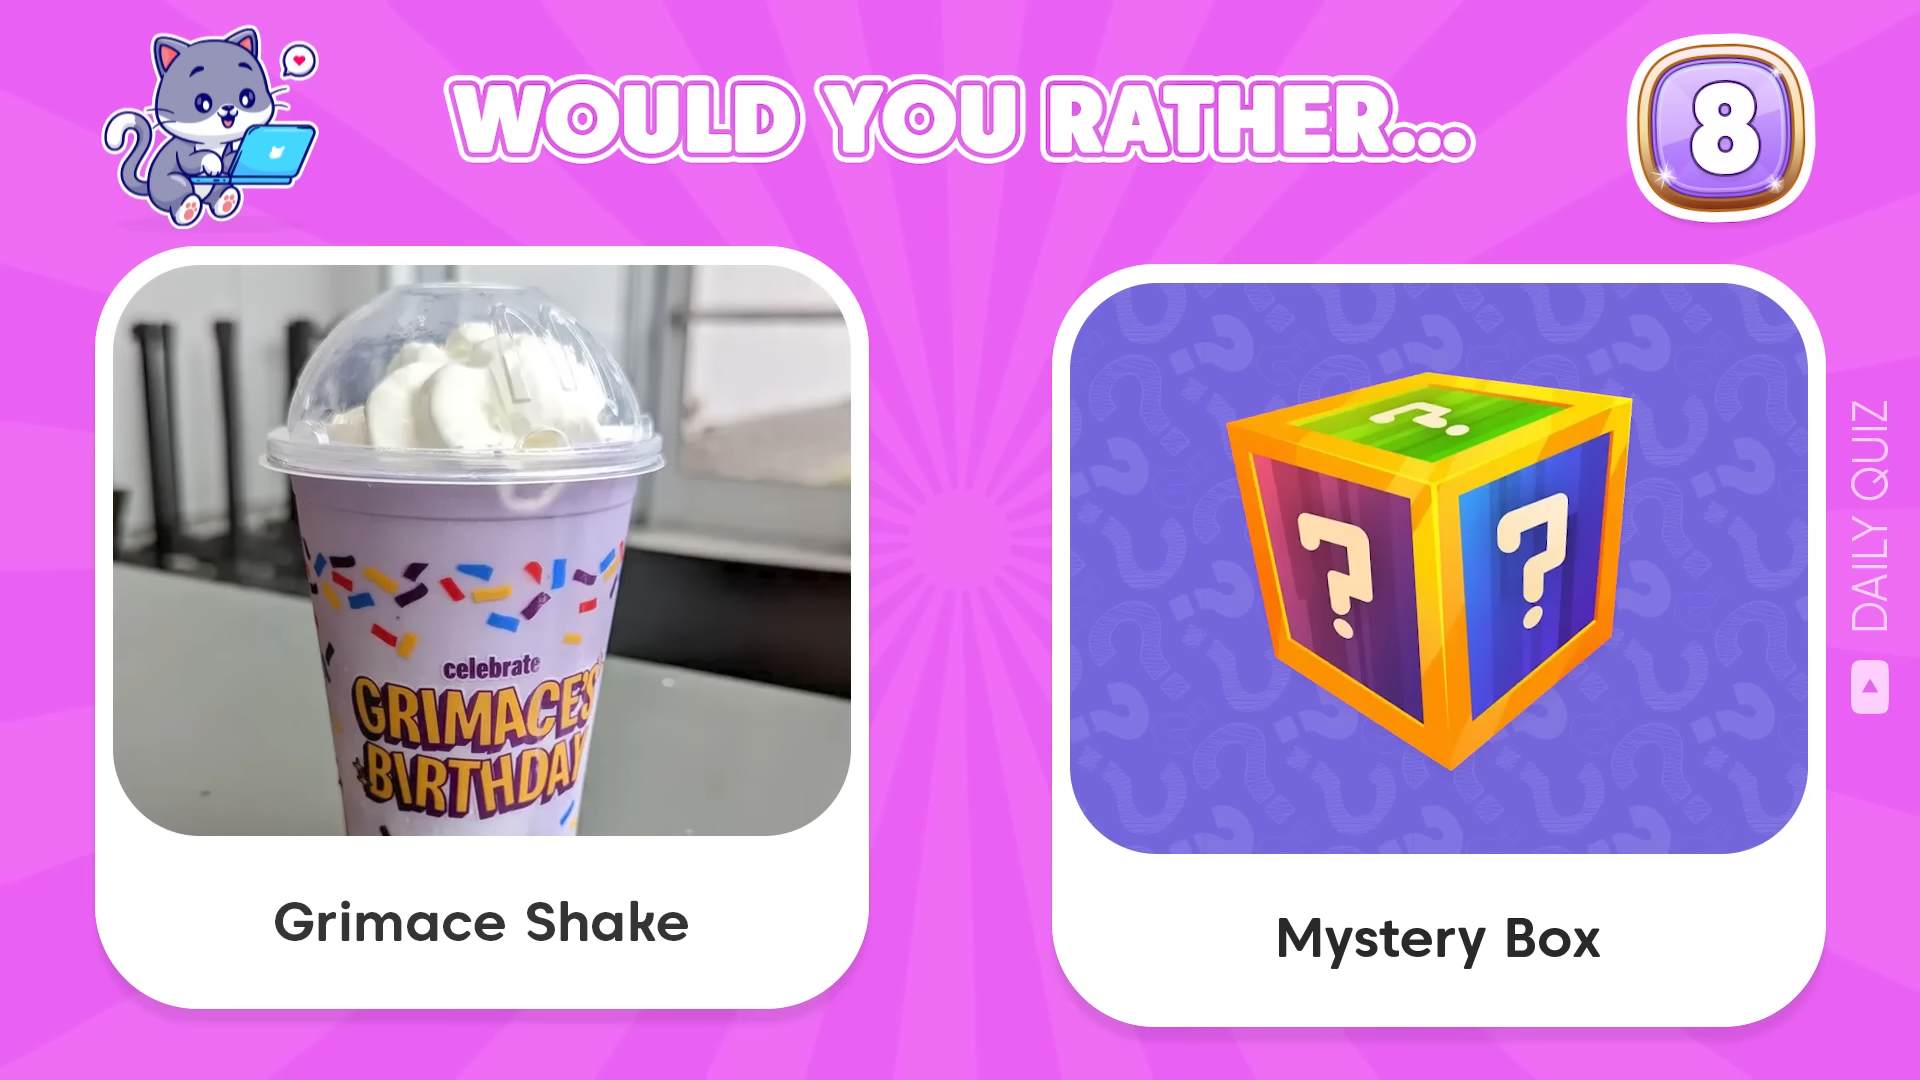 WOULD YOU RATHER...
8
celebrate
GRIMACE'S
BIRTHDAY
?
?
?
Grimace Shake
Mystery Box
DAILY QUIZ